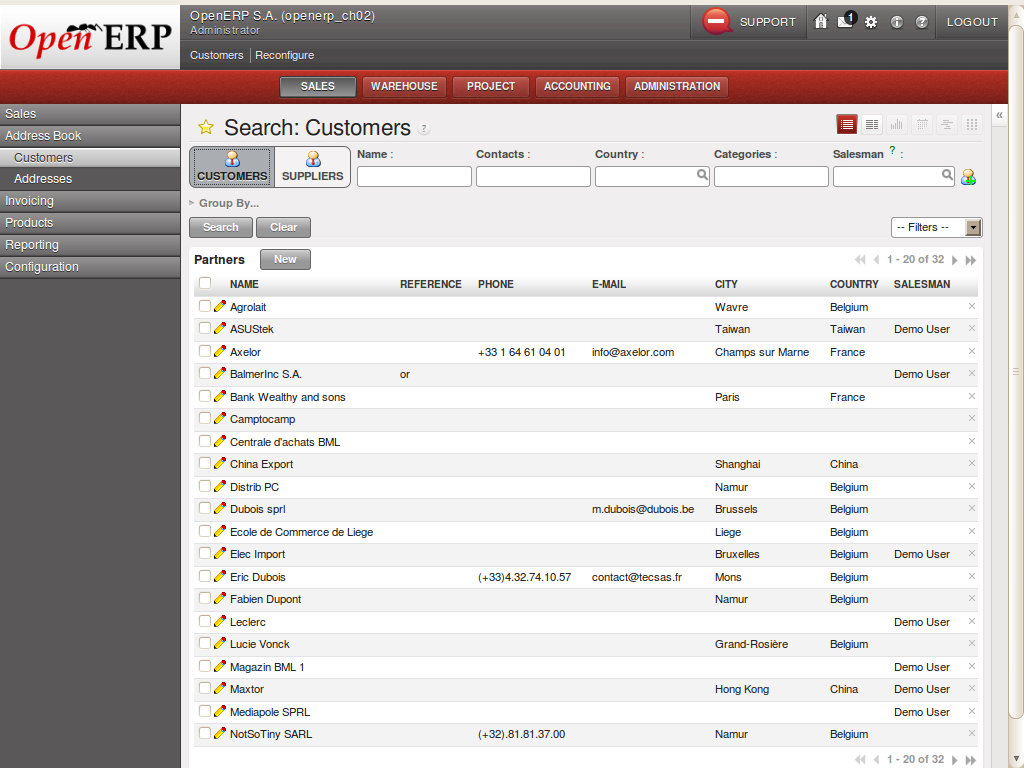 Open ERP
OpenERP S.A. (openerp_ch02)
Administrator
Customers | Reconfigure
SUPPORT
1
?
LOGOUT
SALES WAREHOUSE PROJECT ACCOUNTING ADMINISTRATION
Sales
Address Book
Customers
Addresses
Invoicing
Products
Reporting
Configuration
Search: Customers ?
«
CUSTOMERS SUPPLIERS
Name : Contacts : Country : Categories : Salesman ? :
Group By...
Search Clear
-- Filters --
Partners New 1 - 20 of 32
NAME REFERENCE PHONE E-MAIL CITY COUNTRY SALESMAN
Agrolait Wavre Belgium
ASUStek Taiwan Taiwan Demo User
Axelor +33 1 64 61 04 01 info@axelor.com Champs sur Marne France
BalmerInc S.A. or Demo User
Bank Wealthy and sons Paris France
Camptocamp
Centrale d'achats BML
China Export Shanghai China
Distrib PC Namur Belgium
Dubois sprl m.dubois@dubois.be Brussels Belgium
Ecole de Commerce de Liege Liege Belgium
Elec Import Bruxelles Belgium Demo User
Eric Dubois (+33)4.32.74.10.57 contact@tecsas.fr Mons Belgium
Fabien Dupont Namur Belgium
Leclerc Demo User
Lucie Vonck Grand-Rosière Belgium
Magazin BML 1 Demo User
Maxtor Hong Kong China Demo User
Mediapole SPRL Demo User
NotSoTiny SARL (+32).81.81.37.00 Namur Belgium
1 - 20 of 32